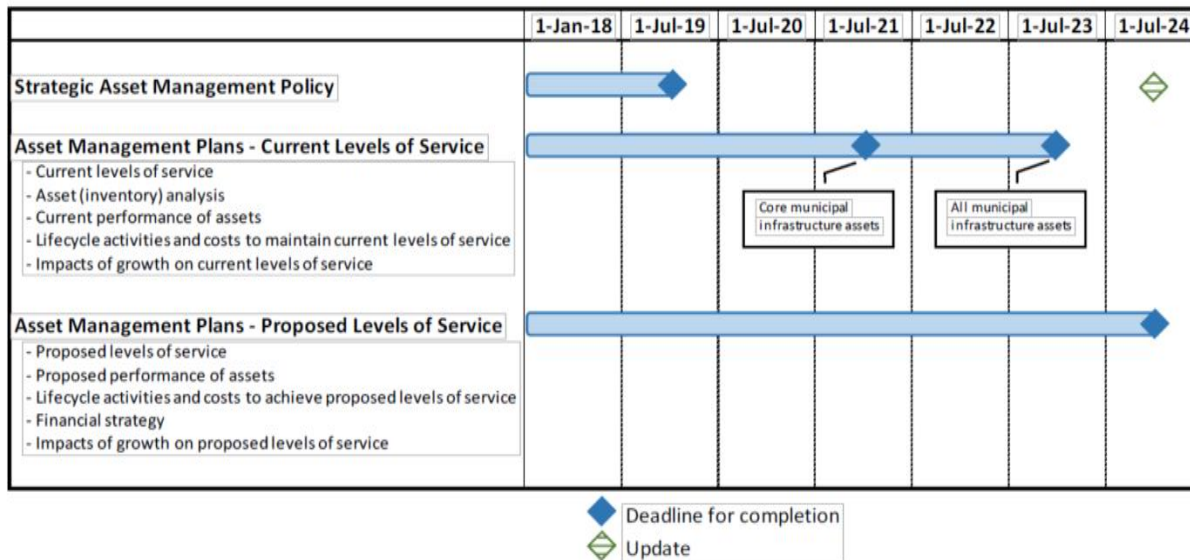 1-Jan-18 1-Jul-19 1-Jul-20 1-Jul-21 1-Jul-22 1-Jul-23 1-Jul-24
Strategic Asset Management Policy
Asset Management Plans - Current Levels of Service
- Current levels of service
- Asset (inventory) analysis
- Current performance of assets
- Lifecycle activities and costs to maintain current levels of service
- Impacts of growth on current levels of service
Core municipal
infrastructure assets
All municipal
infrastructure assets
Asset Management Plans - Proposed Levels of Service
- Proposed levels of service
- Proposed performance of assets
- Lifecycle activities and costs to achieve proposed levels of service
- Financial strategy
- Impacts of growth on proposed levels of service
Deadline for completion
Update